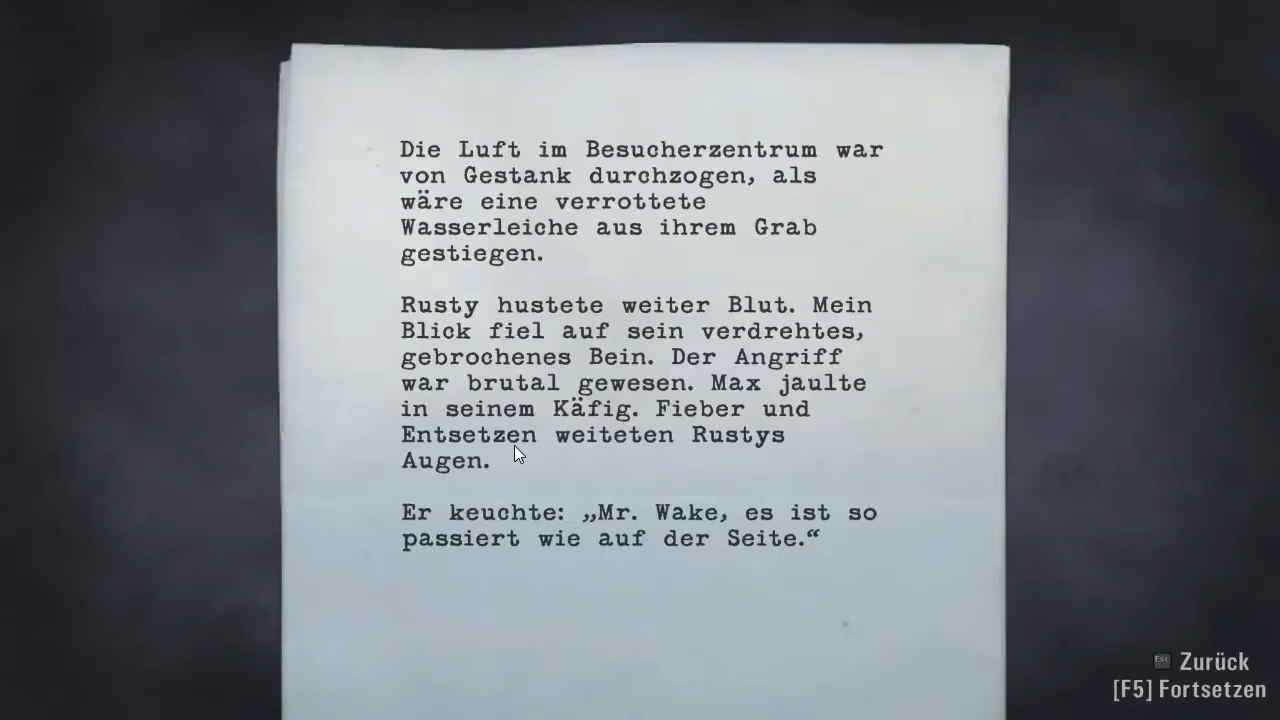 Die Luft im Besucherzentrum war
von Gestank durchzogen, als
wäre eine verrottete
Wasserleiche aus ihrem Grab
gestiegen.
Rusty hustete weiter Blut. Mein
Blick fiel auf sein verdrehtes,
gebrochenes Bein. Der Angriff
war brutal gewesen. Max jaulte
in seinem Käfig. Fieber und
Entsetzen weiteten Rustys
Augen.
Er keuchte: „Mr. Wake, es ist so
passiert wie auf der Seite.“
Esc Zurück
[F5] Fortsetzen